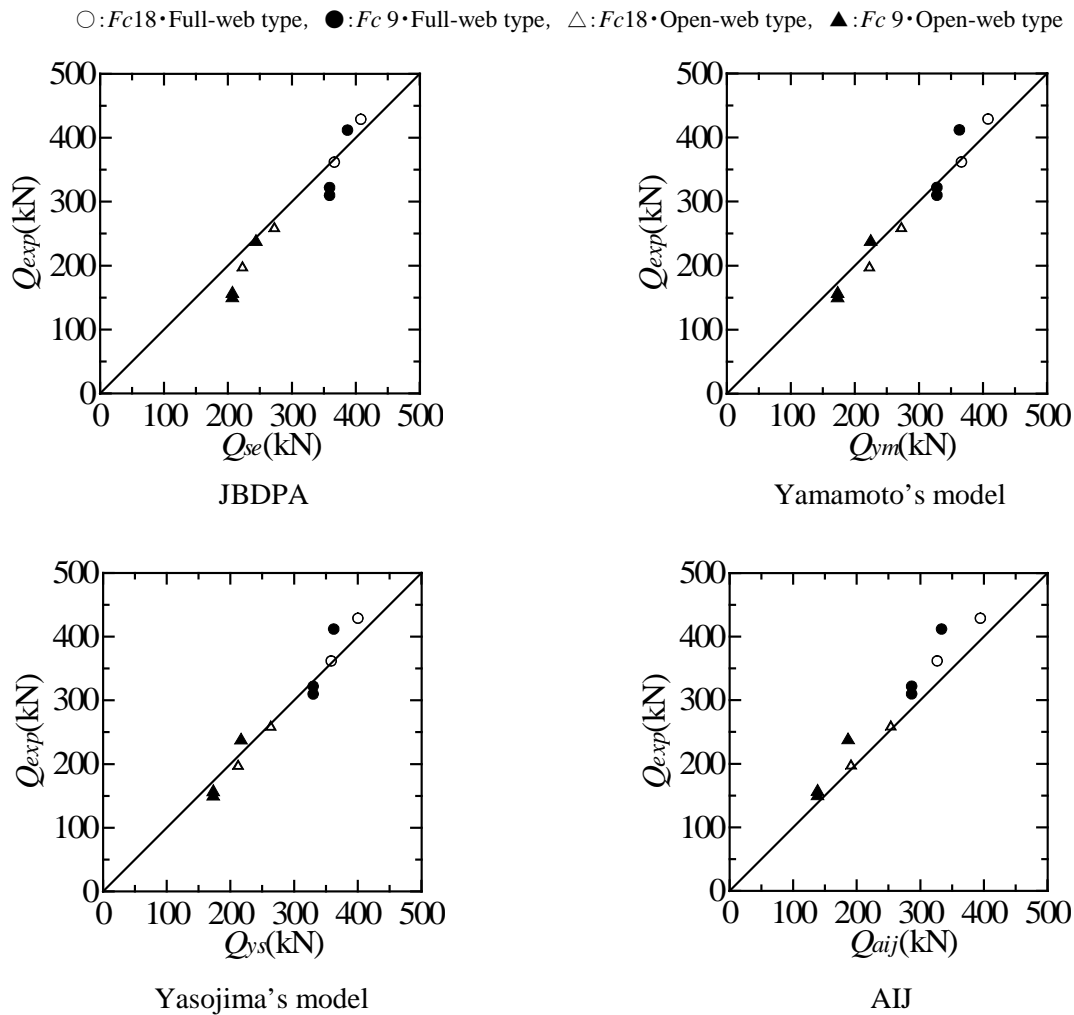 ○:Fc18・Full-web type, ●:Fc 9・Full-web type, △:Fc18・Open-web type, ▲:Fc 9・Open-web type
500
400
300
200
100
0
Qexp(kN)
0 100 200 300 400 500
Qse(kN)
JBDPA
500
400
300
200
100
0
Qexp(kN)
0 100 200 300 400 500
Qym(kN)
Yamamoto’s model
500
400
300
200
100
0
Qexp(kN)
0 100 200 300 400 500
Qys(kN)
Yasojima’s model
500
400
300
200
100
0
Qexp(kN)
0 100 200 300 400 500
Qaij(kN)
AIJ